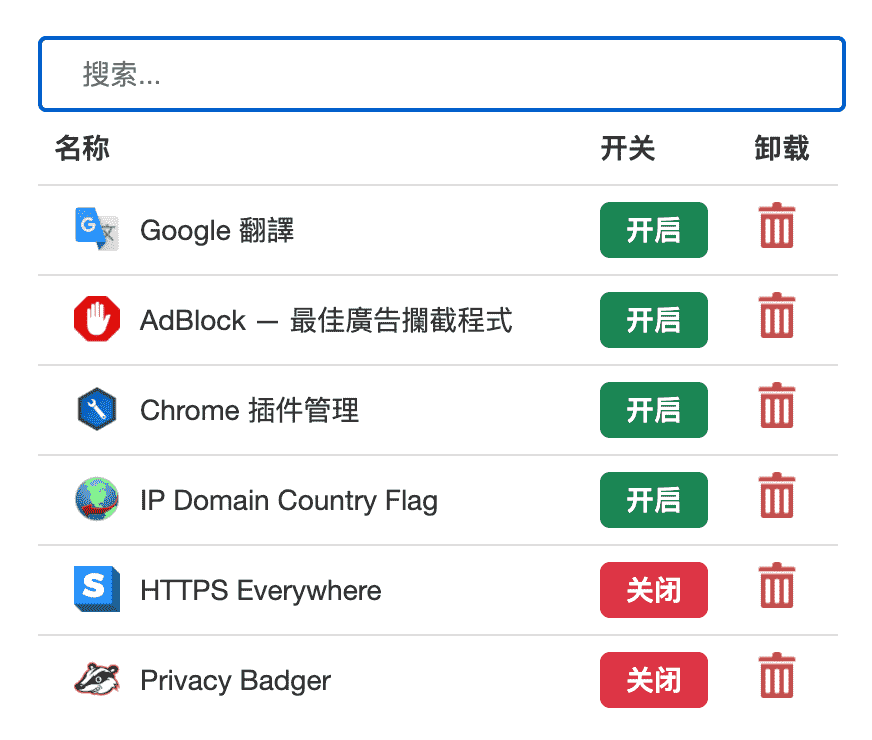 搜索...
名称 开关 卸载
Google 翻譯 开启
AdBlock — 最佳廣告攔截程式 开启
Chrome 插件管理 开启
IP Domain Country Flag 开启
HTTPS Everywhere 关闭
Privacy Badger 关闭